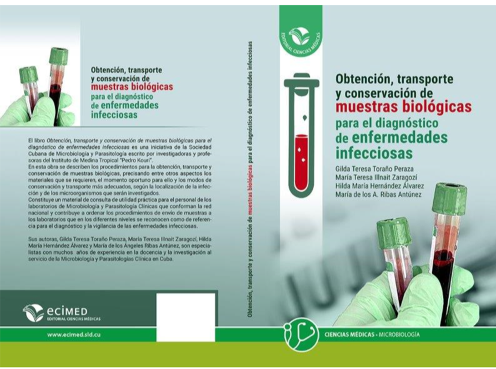 Obtención, transporte
y conservación de
muestras biológicas
para el diagnóstico
de enfermedades
infecciosas
El libro Obtención, transporte y conservación de muestras biológicas para el
diagnóstico de enfermedades infecciosas es una iniciativa de la Sociedad
Cubana de Microbiología y Parasitología escrito por investigadoras y profe-
soras del Instituto de Medina Tropical "Pedro Kourí".
En esta obra se describen los procedimientos para la obtención, transporte y
conservación de muestras biológicas, precisando entre otros aspectos los
materiales que se requieren, el momento oportuno para ello y los modos de
conservación y transporte más adecuados, según la localización de la infec-
ción y de los microorganismos que serán investigados.
Constituye un material de consulta de utilidad práctica para el personal de los
laboratorios de Microbiología y Parasitología Clínicas que conforman la red
nacional y contribuye a ordenar los procedimientos de envío de muestras a
los laboratorios que en los diferentes niveles se reconocen como de referen-
cia para el diagnóstico y la vigilancia de las enfermedades infecciosas.
Sus autoras, Gilda Teresa Toraño Peraza, María Teresa Illnait Zaragozí, Hilda
María Hernández Álvarez y María de los Ángeles Ribas Antúnez, son espe-
cialistas con muchos años de experiencia en la docencia y la investigación al
servicio de la Microbiología y Parasitologías Clínica en Cuba.
ecimed
EDITORIAL CIENCIAS MÉDICAS
www.ecimed.sld.cu
Obtención, transporte y conservación de muestras biológicas para el diagnóstico de enfermedades infecciosas
EDITORIAL CIENCIAS MÉDICAS
Obtención, transporte
y conservación de
muestras biológicas
para el diagnóstico
de enfermedades
infecciosas
Gilda Teresa Toraño Peraza
María Teresa Illnait Zaragozí
Hilda María Hernández Álvarez
María de los A. Ribas Antúnez
CIENCIAS MÉDICAS - MICROBIOLOGÍA